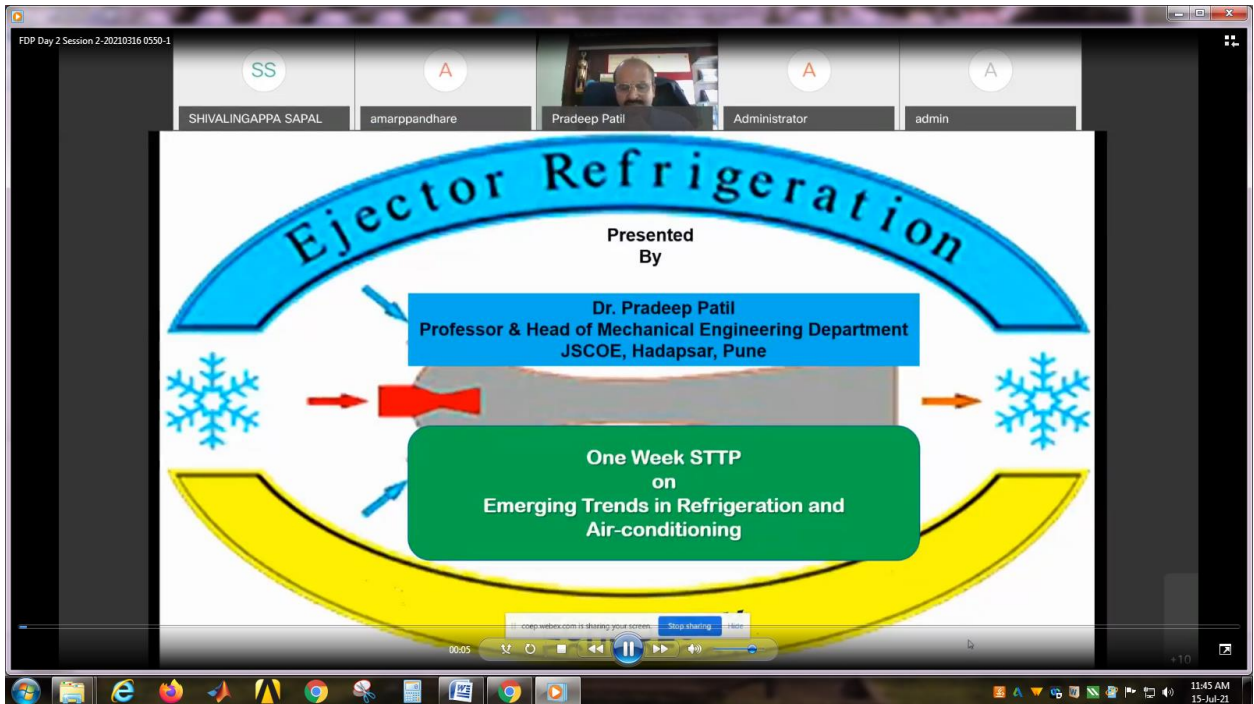 FDP Day 2 Session 2-20210316 0550-1
SS
A
A
A
SHIVALINGAPPA SAPAL
amarppandhare
Pradeep Patil
Administrator
admin
Ejector Refrigeration
Presented
By
Dr. Pradeep Patil
Professor & Head of Mechanical Engineering Department
JSCOE, Hadapsar, Pune
One Week STTP
on
Emerging Trends in Refrigeration and
Air-conditioning
coep.webex.com is sharing your screen.
Stop sharing
Hide
00:05
+10
11:45 AM
15-Jul-21